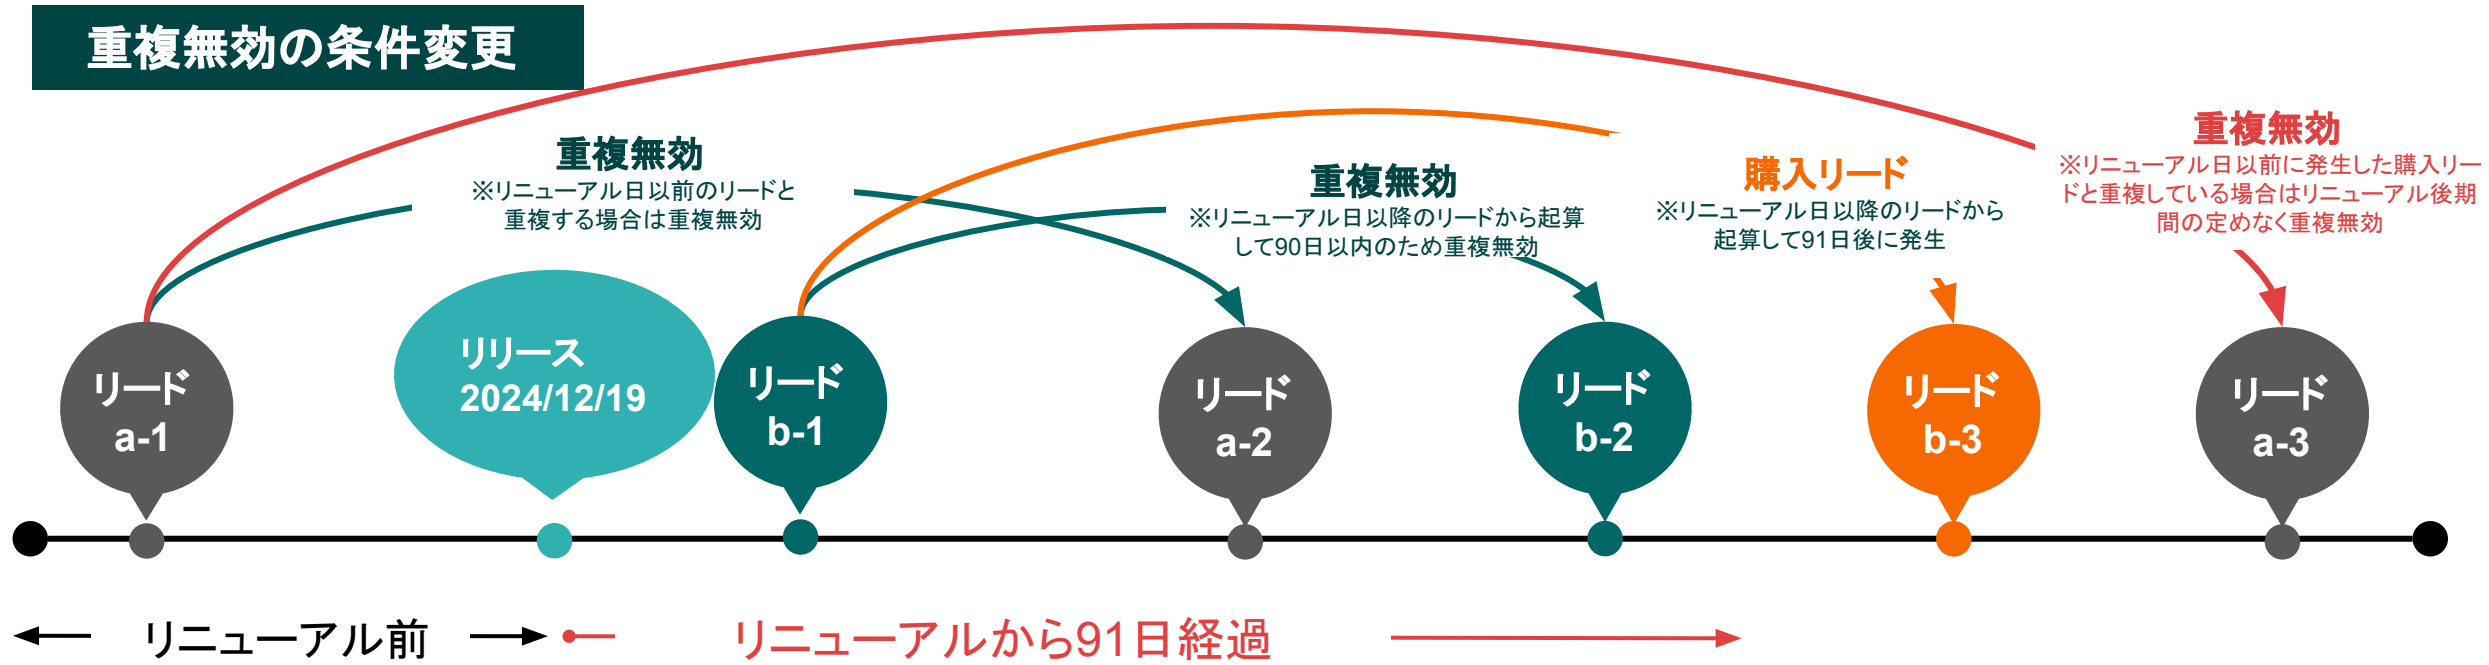 重複無効の条件変更
重複無効
※リニューアル日以前のリードと
重複する場合は重複無効
重複無効
※リニューアル日以降のリードから起算
して90日以内のため重複無効
購入リード
※リニューアル日以降のリードから
起算して91日後に発生
重複無効
※リニューアル日以前に発生した購入リー
ドと重複している場合はリニューアル後期
間の定めなく重複無効
リード
a-1
リリース
2024/12/19
リード
b-1
リード
a-2
リード
b-2
リード
b-3
リード
a-3
リニューアル前
リニューアルから91日経過